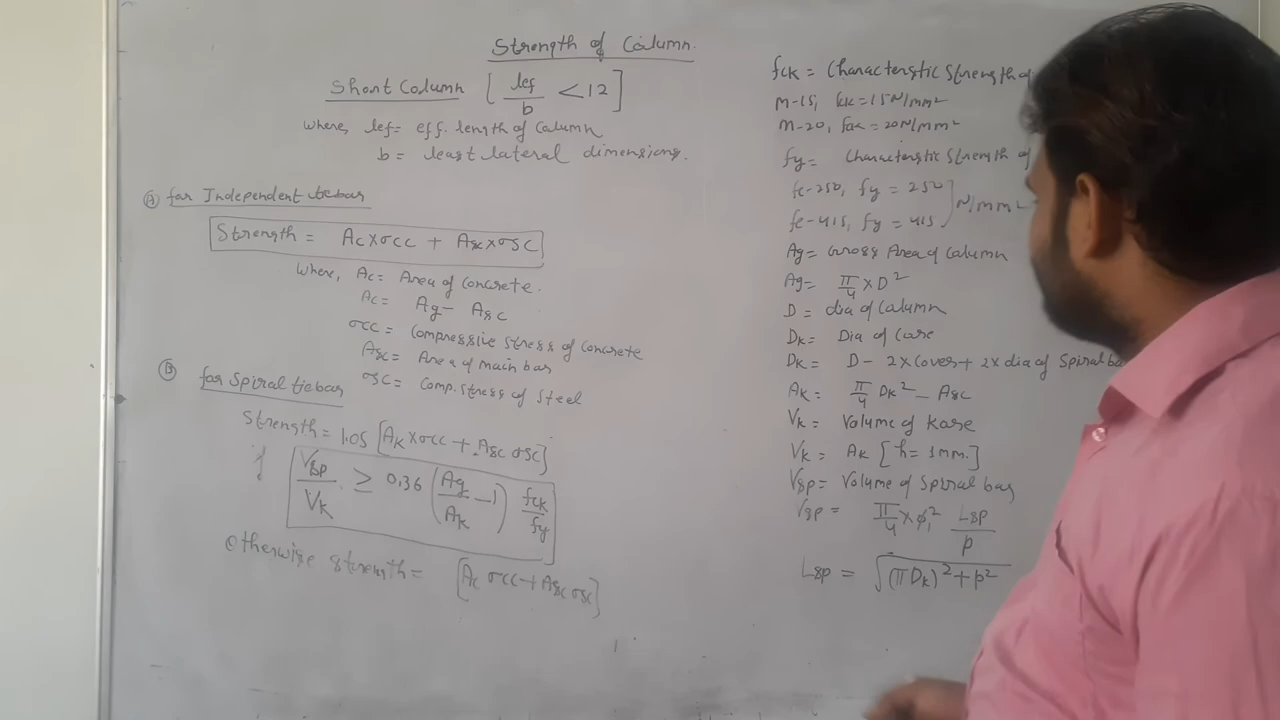 Strength of Column.
Short Column [lef/b < 12]
where, lef = eff. length of Column
b = least lateral dimensions.
(A) for Independent tiebar
Strength = Ac×σcc + Asc×σsc
where, Ac = Area of concrete.
Ac = Ag - Asc
σcc = Compressive stress of concrete
Asc = Area of main bar
σsc = Comp. stress of steel
(B) for Spiral tiebar
Strength = 1.05 [Ak×σcc + Asc σsc]
if Vsp/Vk ≥ 0.36 (Ag/Ak - 1) fck/fy
otherwise strength = [Ac σcc + Asc σsc]
fck = Characteristic Strength of
M-15, fck = 15 N/mm²
M-20, fck = 20 N/mm²
fy = Characteristic Strength of
fe-250, fy = 250 ] N/mm²
fe-415, fy = 415
Ag = Gross Area of Column
Ag = π/4 × D²
D = dia of Column
Dk = Dia of Core
Dk = D - 2×Cover + 2×dia of Spiral ba
Ak = π/4 Dk² - Asc
Vk = Volume of Kore
Vk = Ak [h = 1mm.]
Vsp = Volume of Spiral bar
Vsp = π/4 × ϕ₁² Lsp/p
Lsp = √(πDk)² + p²